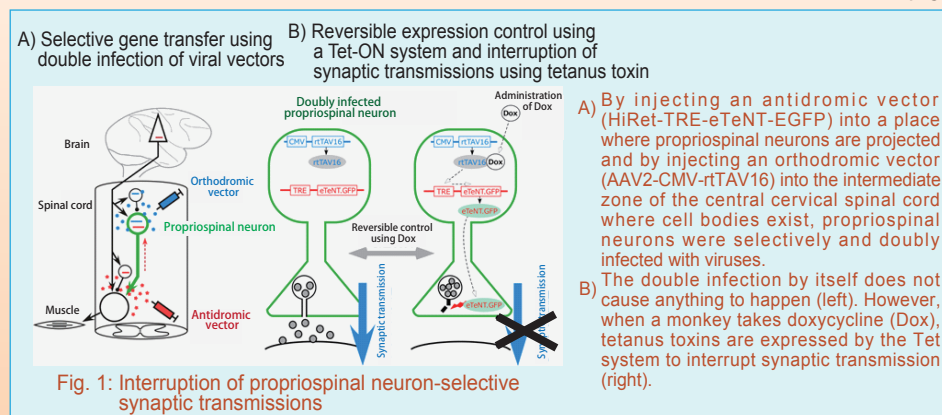 A) Selective gene transfer using
double infection of viral vectors
B) Reversible expression control using
a Tet-ON system and interruption of
synaptic transmissions using tetanus toxin
Brain
Spinal cord
Muscle
Orthodromic
vector
Propriospinal neuron
Antidromic
vector
Doubly infected
propriospinal neuron
CMV
rtTAV16
rtTAV16
TRE
eTeNT.GFP
Synaptic transmission
Reversible control
using Dox
Administration
of Dox
Dox
CMV
rtTAV16
rtTAV16
Dox
TRE
eTeNT.GFP
eTeNT.GFP
eTeNT.GFP
A) By injecting an antidromic vector
(HiRet-TRE-eTeNT-EGFP) into a place
where propriospinal neurons are projected
and by injecting an orthodromic vector
(AAV2-CMV-rtTAV16) into the intermediate
zone of the central cervical spinal cord
where cell bodies exist, propriospinal
neurons were selectively and doubly
infected with viruses.
B) The double infection by itself does not
cause anything to happen (left). However,
when a monkey takes doxycycline (Dox),
tetanus toxins are expressed by the Tet
system to interrupt synaptic transmission
(right).
Fig. 1: Interruption of propriospinal neuron-selective
synaptic transmissions